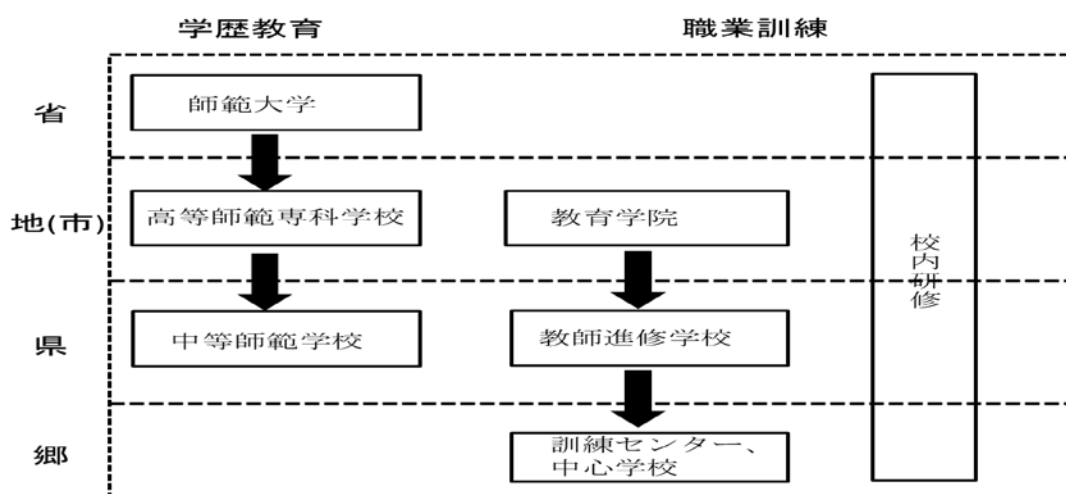 学歴教育
職業訓練
省
師範大学
地(市)
高等師範専科学校
教育学院
校内研修
県
中等師範学校
教師進修学校
郷
訓練センター、
中心学校